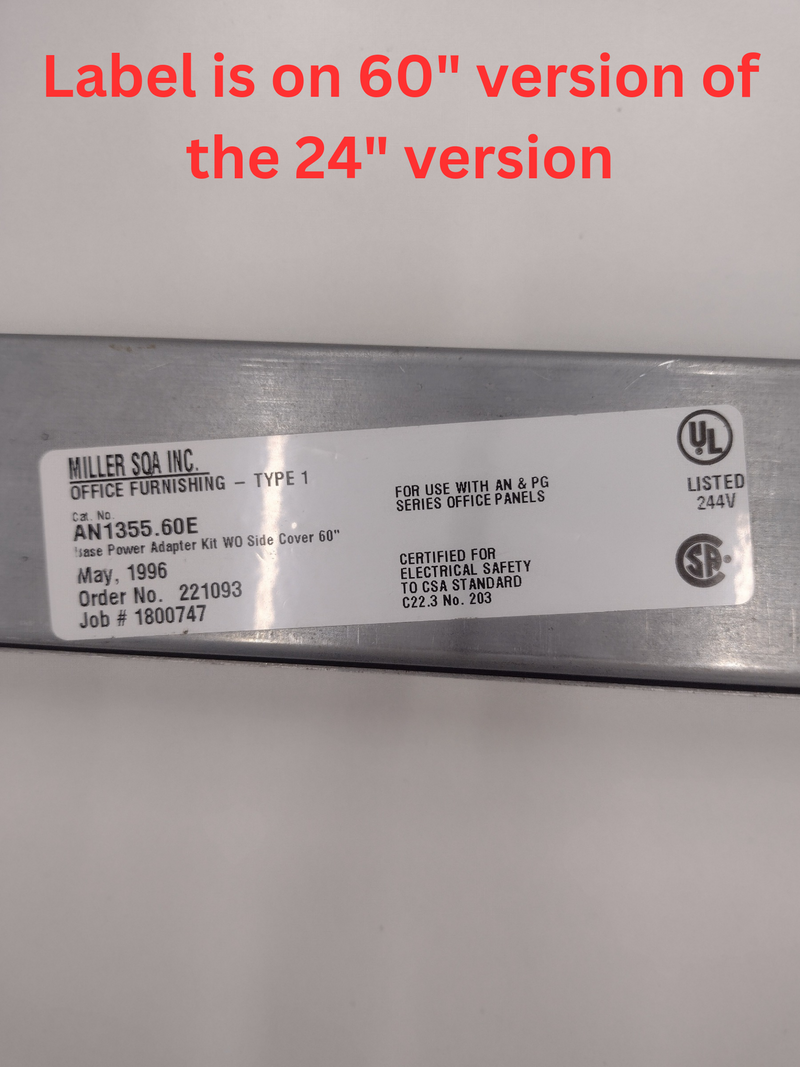 Label is on 60" version of
the 24" version
MILLER SQA INC.
OFFICE FURNISHING – TYPE 1
Cat. No.
AN1355.60E
Base Power Adapter Kit WO Side Cover 60"
May, 1996
Order No. 221093
Job # 1800747
FOR USE WITH AN & PG
SERIES OFFICE PANELS
CERTIFIED FOR
ELECTRICAL SAFETY
TO CSA STANDARD
C22.3 No. 203
UL
LISTED
244V
SA